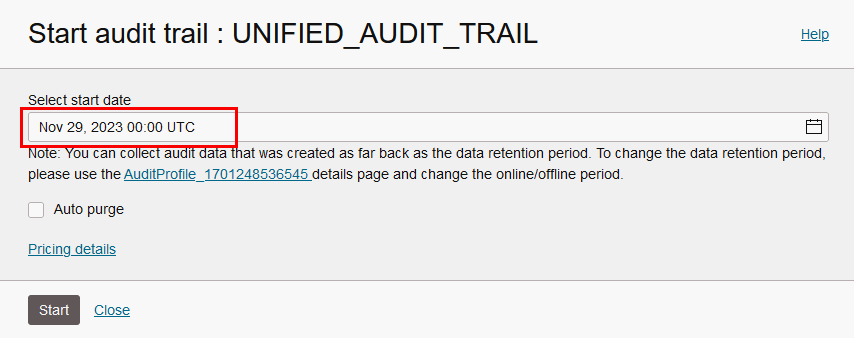 Start audit trail : UNIFIED_AUDIT_TRAIL
Help
Select start date
Nov 29, 2023 00:00 UTC
Note: You can collect audit data that was created as far back as the data retention period. To change the data retention period,
please use the AuditProfile_1701248536545 details page and change the online/offline period.
Auto purge
Pricing details
Start
Close